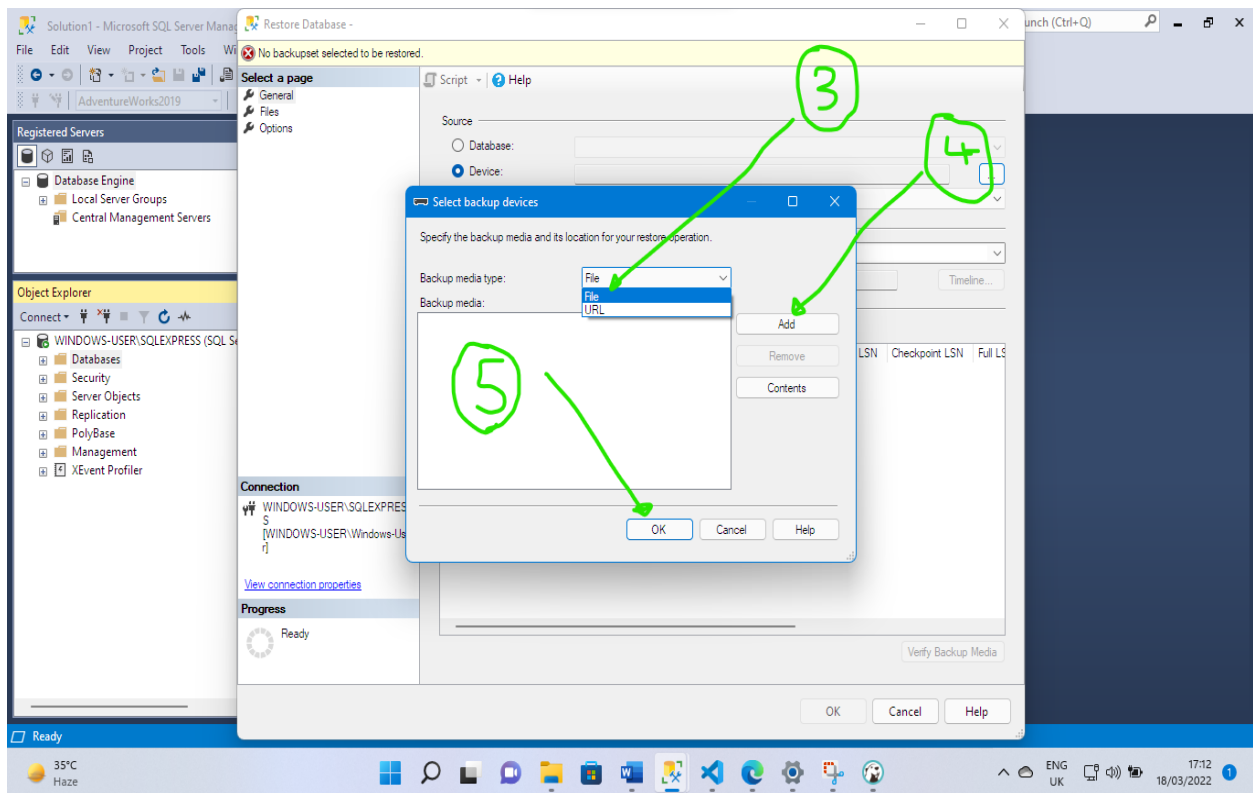 Solution1 - Microsoft SQL Server Manag
Restore Database -
unch (Ctrl+Q)
File Edit View Project Tools Wi
No backupset selected to be restored.
Select a page
General
Files
Options
Script
Help
3
4
AdventureWorks2019
Source
Database:
Device:
...
Registered Servers
Database Engine
Local Server Groups
Central Management Servers
Select backup devices
Specify the backup media and its location for your restore operation.
Backup media type:
File
File
URL
Backup media:
Add
Remove
Contents
5
OK
Cancel
Help
Timeline...
LSN Checkpoint LSN Full LS
Object Explorer
Connect
WINDOWS-USER\SQLEXPRESS (SQL Se
Databases
Security
Server Objects
Replication
PolyBase
Management
XEvent Profiler
Connection
WINDOWS-USER\SQLEXPRES
S
[WINDOWS-USER\Windows-Us
r]
View connection properties
Progress
Ready
Verify Backup Media
OK
Cancel
Help
Ready
35°C
Haze
ENG
UK
17:12
18/03/2022
1